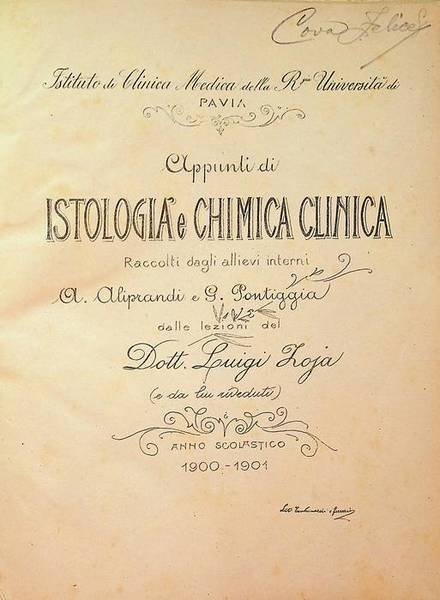 Cova Felice
Istituto di Clinica Medica della Rª Università di
PAVIA
Appunti di
ISTOLOGIA e CHIMICA CLINICA
Raccolti dagli allievi interni
A. Aliprandi e G. Pontiggia
dalle lezioni del
Dott. Luigi Zoja
(e da lui riveduti)
ANNO SCOLASTICO
1900-1901